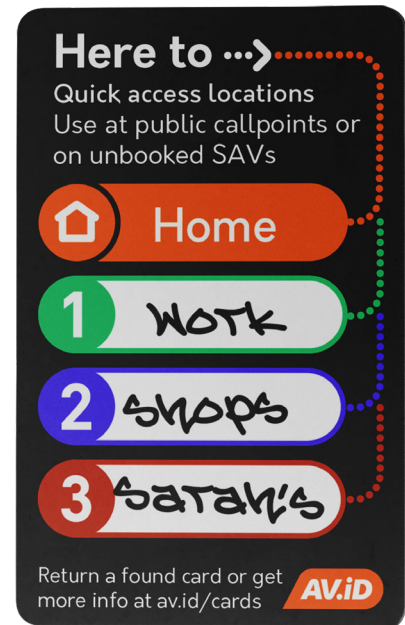 Here to
Quick access locations
Use at public callpoints or
on unbooked SAVs
Home
1 Work
2 Shops
3 Sarah's
Return a found card or get
more info at av.id/cards
AV.iD